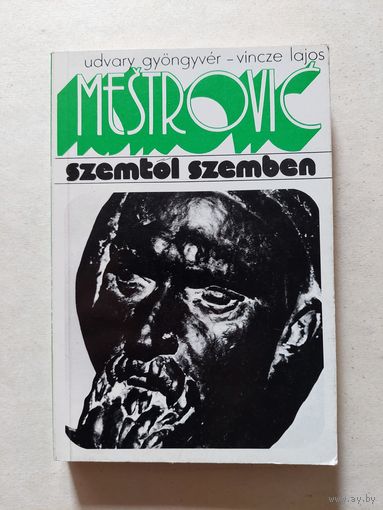 udvary gyöngyvér – vincze lajos
MEŠTROVIĆ
szemtől szemben
www.ay.by